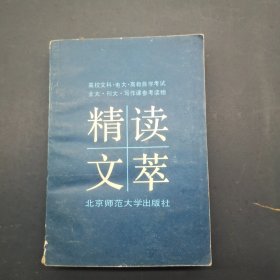 高校文科·电大·高教自学考试
业大·刊大·写作课参考读物
精读
文萃
北京师范大学出版社